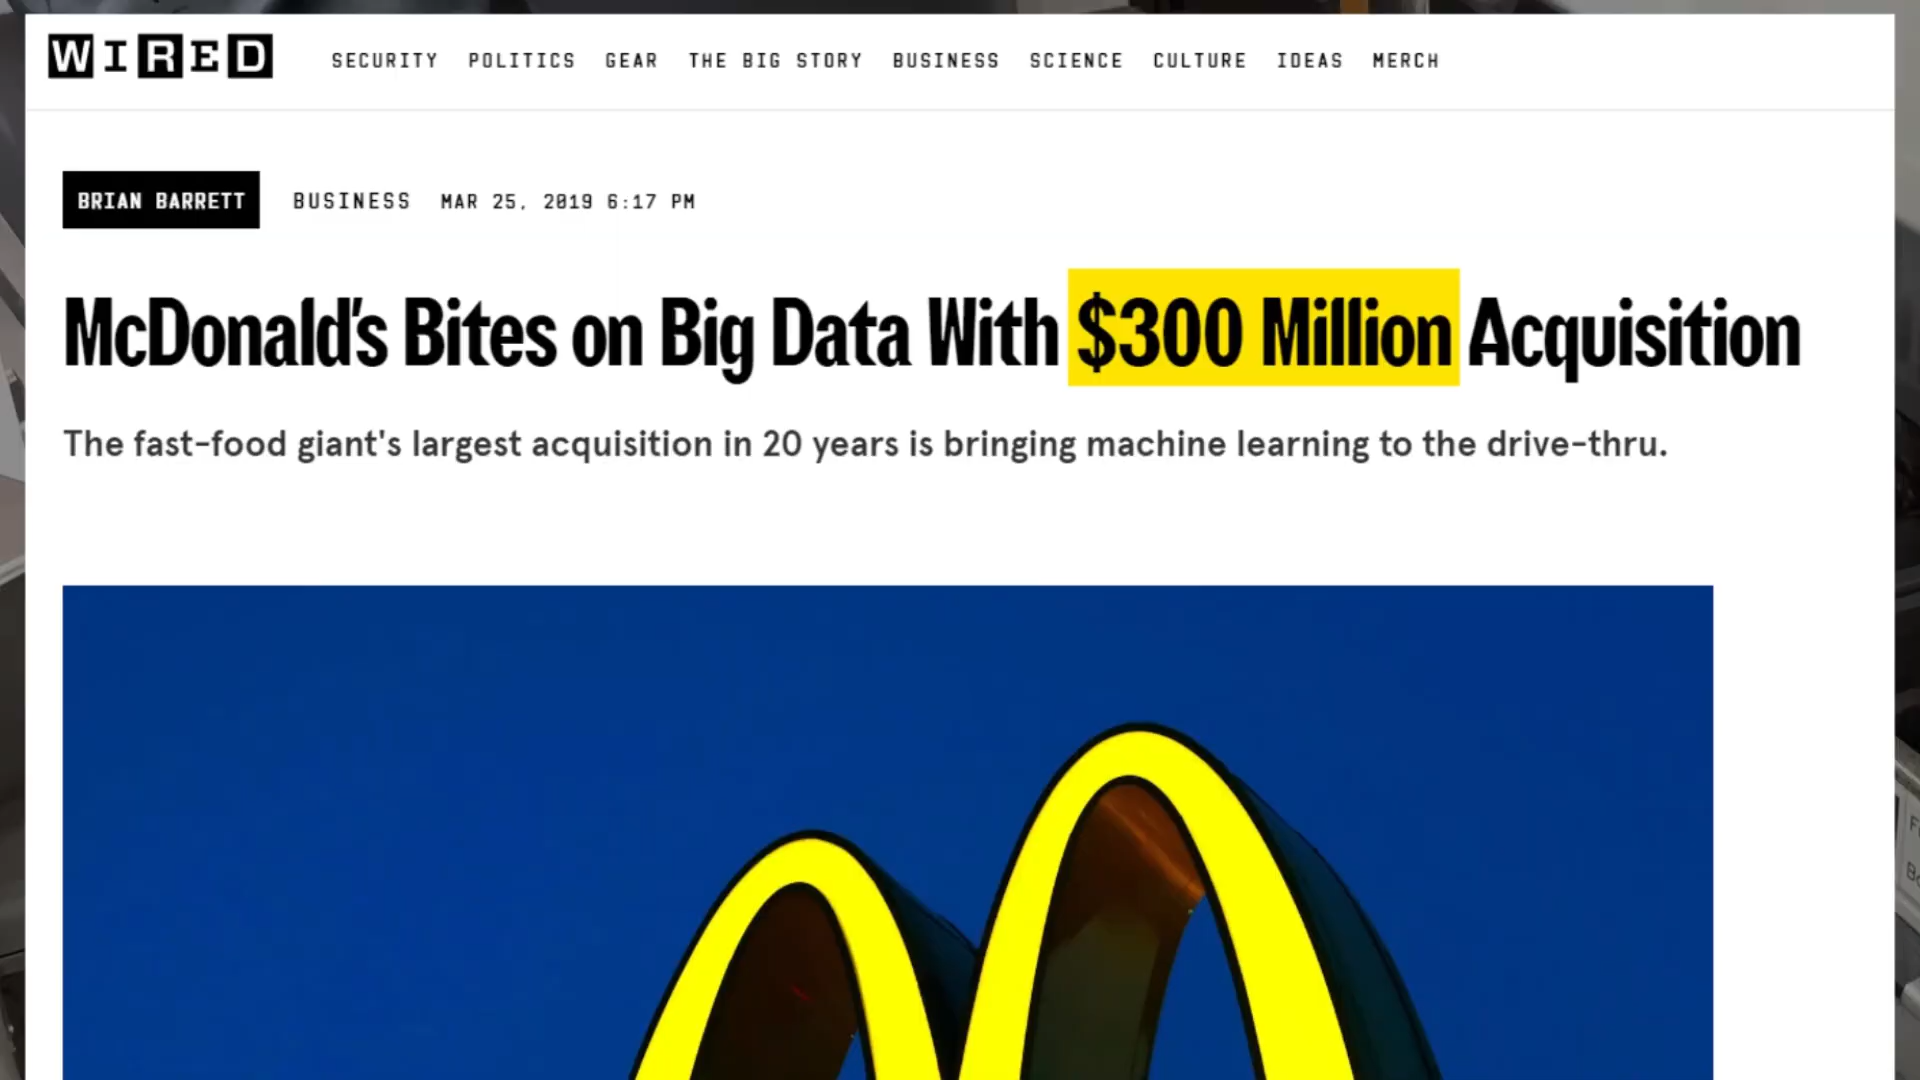 WIRED
SECURITY POLITICS GEAR THE BIG STORY BUSINESS SCIENCE CULTURE IDEAS MERCH
BRIAN BARRETT BUSINESS MAR 25, 2019 6:17 PM
McDonald's Bites on Big Data With $300 Million Acquisition
The fast-food giant's largest acquisition in 20 years is bringing machine learning to the drive-thru.